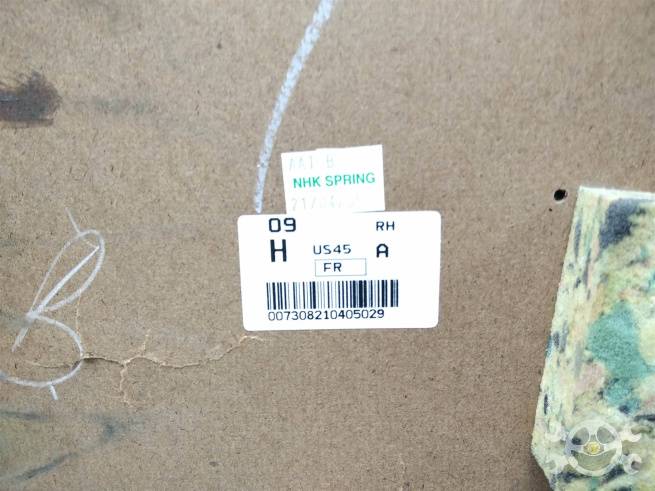 NHK SPRING
09 RH
H US45 A
FR
007308210405029